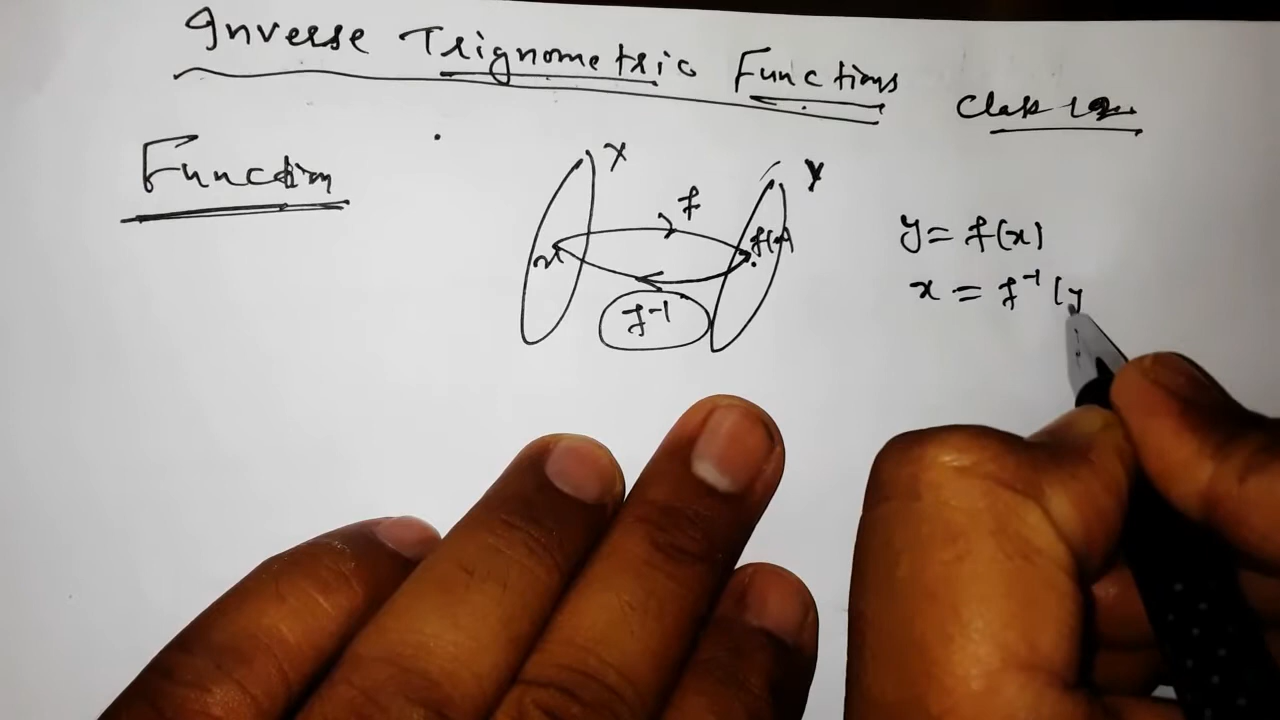 Inverse Trignometric Functions
Class 12
Function
X
Y
f
x
f(x)
f⁻¹
y = f(x)
x = f⁻¹(y